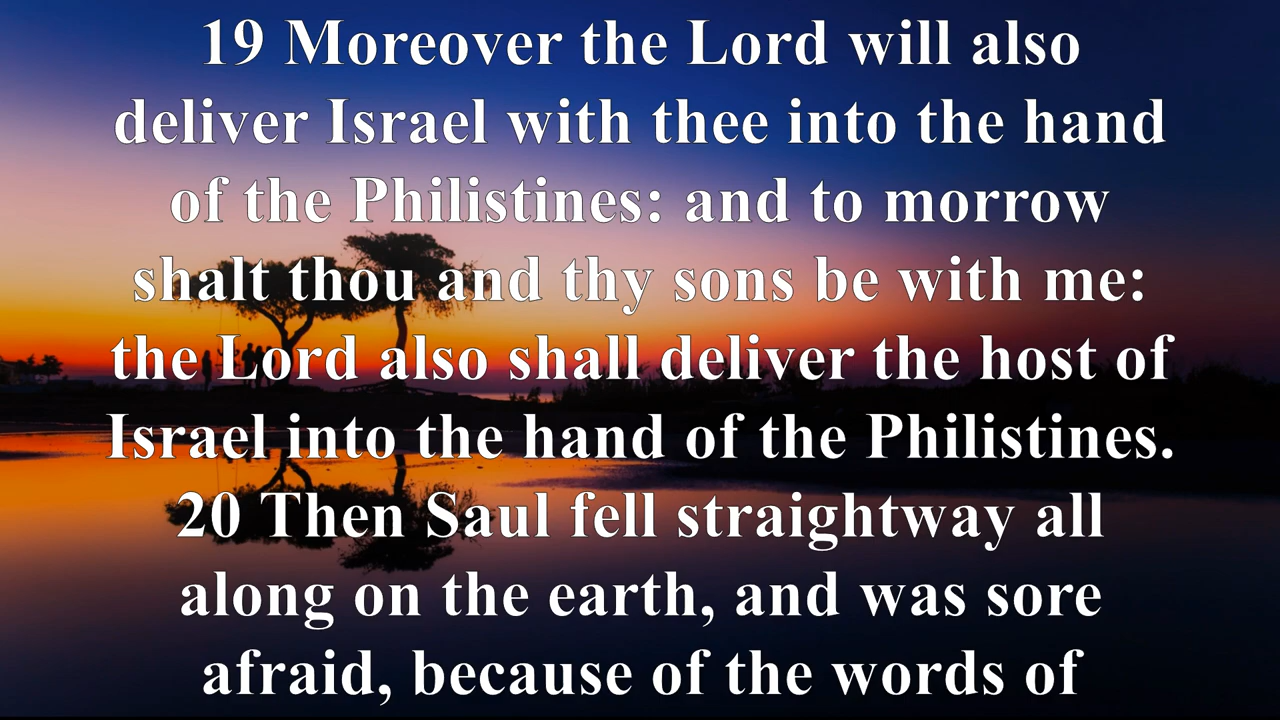 19 Moreover the Lord will also
deliver Israel with thee into the hand
of the Philistines: and to morrow
shalt thou and thy sons be with me:
the Lord also shall deliver the host of
Israel into the hand of the Philistines.
20 Then Saul fell straightway all
along on the earth, and was sore
afraid, because of the words of